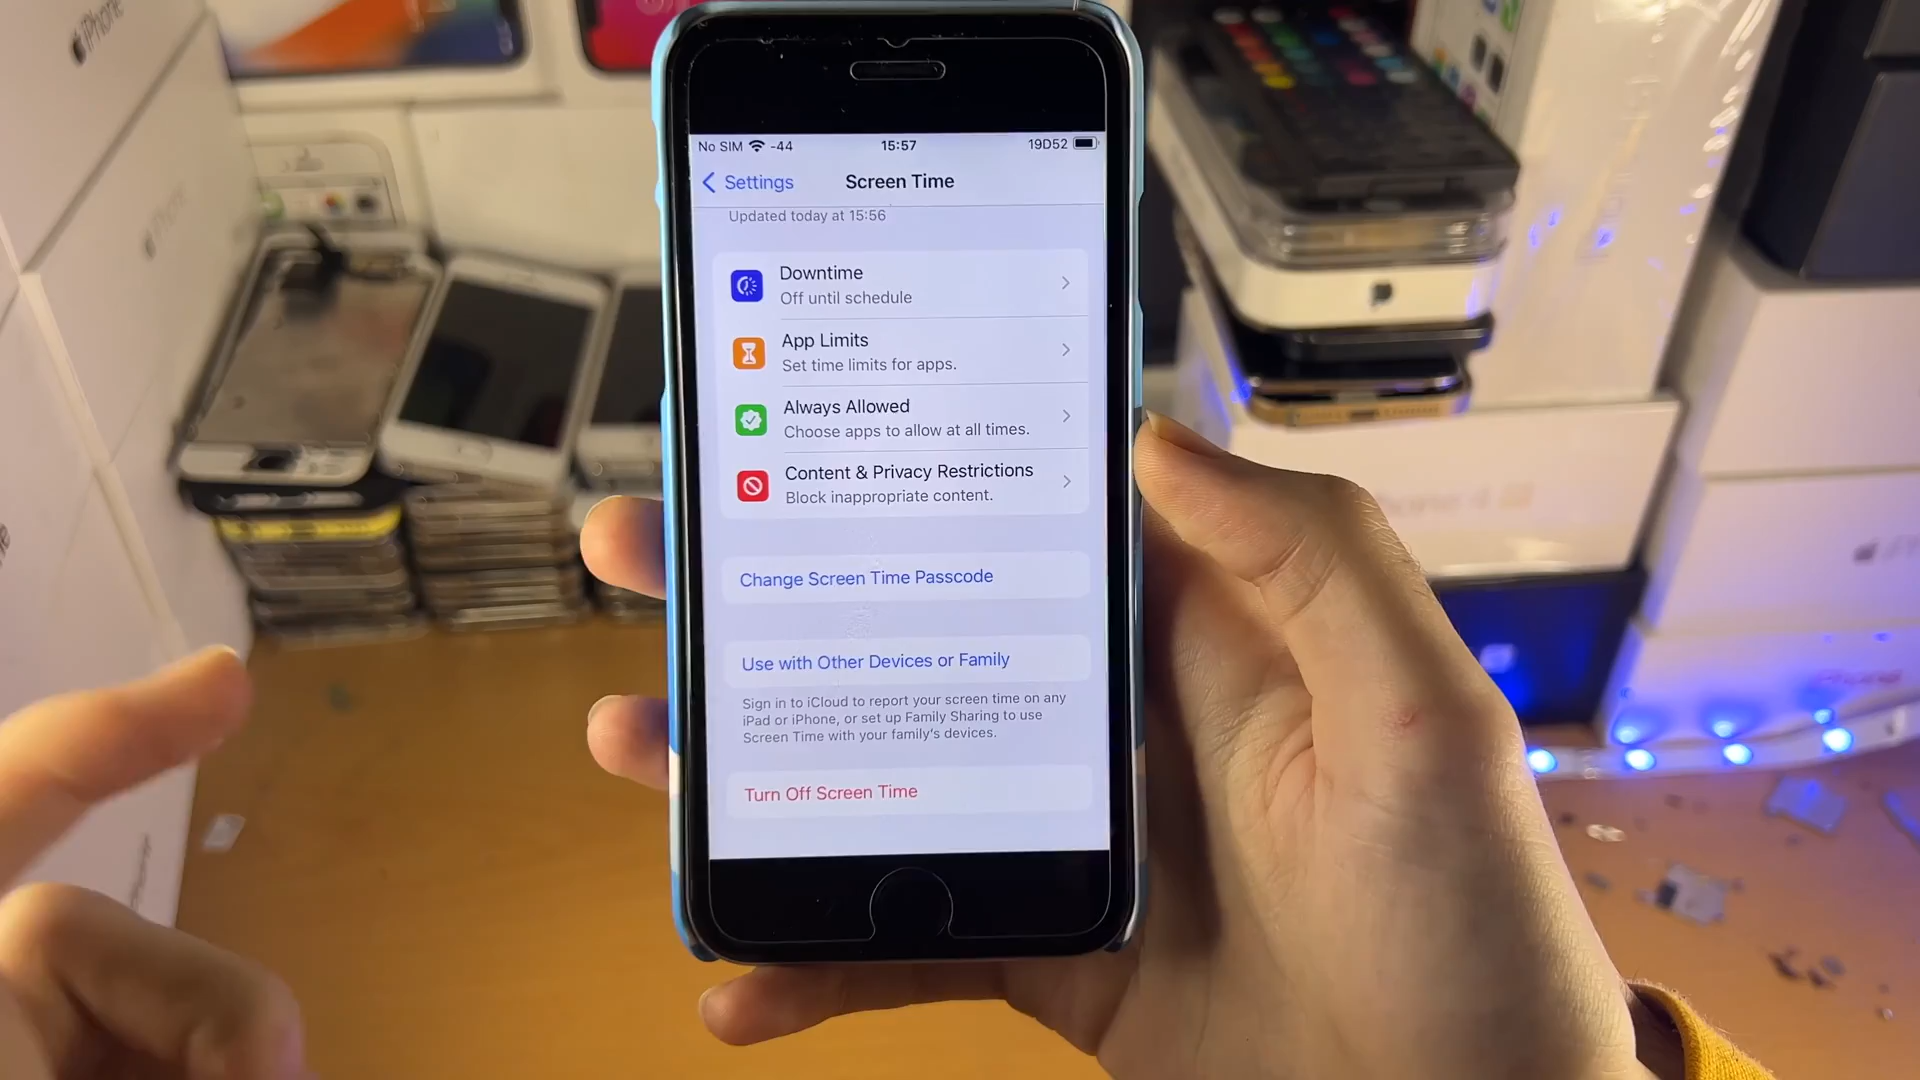 iPhone
No SIM -44 15:57 19D52
Settings Screen Time
Updated today at 15:56
Downtime
Off until schedule
App Limits
Set time limits for apps.
Always Allowed
Choose apps to allow at all times.
Content & Privacy Restrictions
Block inappropriate content.
Change Screen Time Passcode
Use with Other Devices or Family
Sign in to iCloud to report your screen time on any
iPad or iPhone, or set up Family Sharing to use
Screen Time with your family's devices.
Turn Off Screen Time